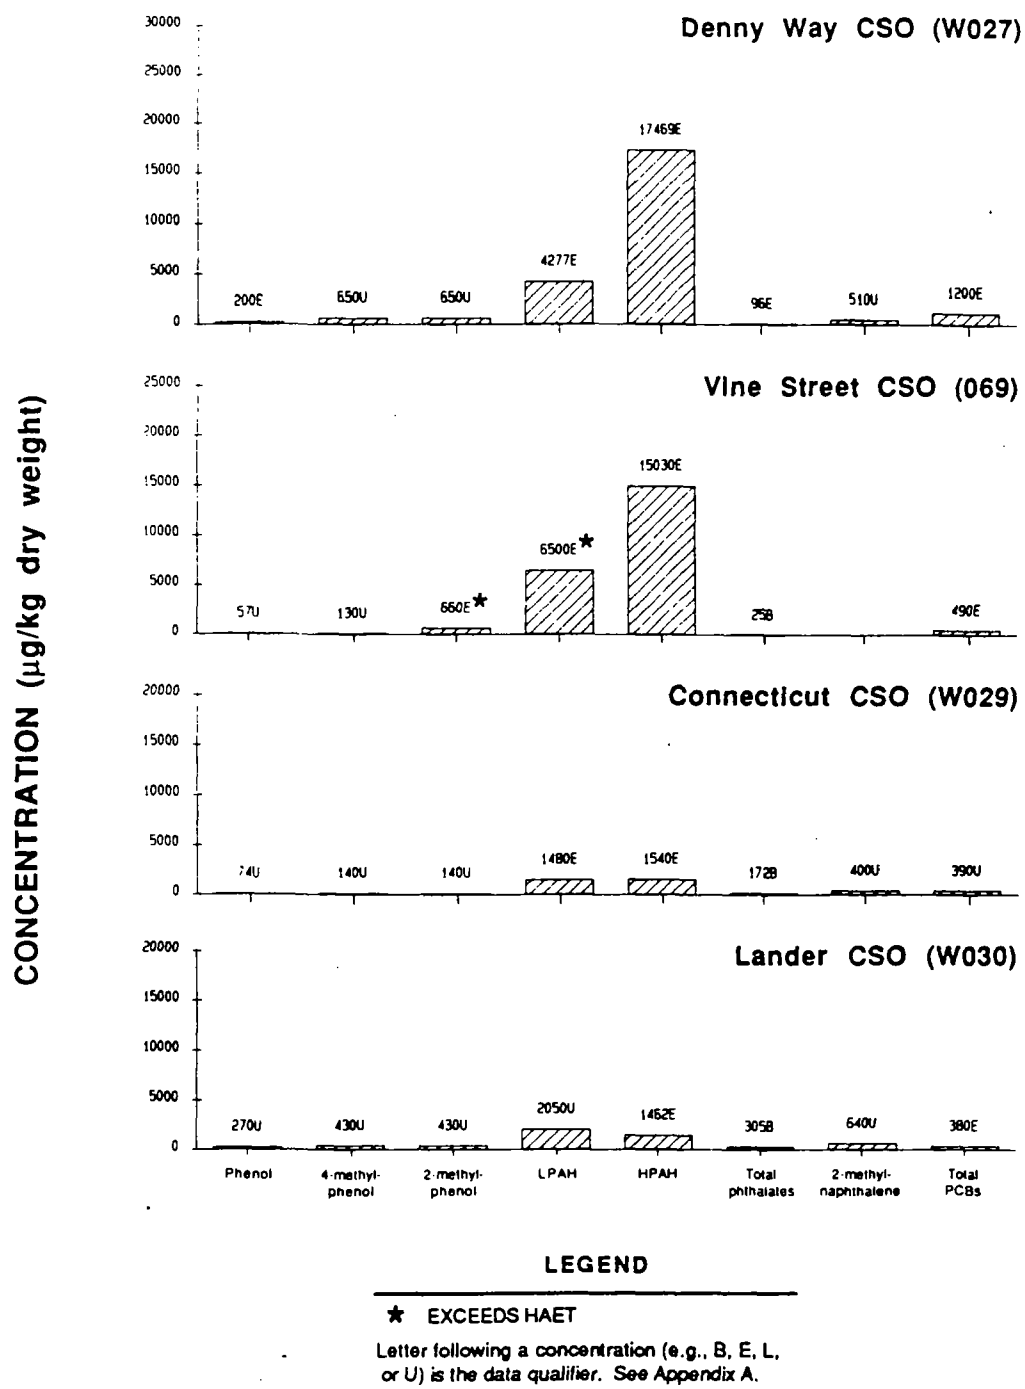 30000
Denny Way CSO (W027)
25000
20000
17469E
15000
10000
5000
4277E
200E
650U
650U
96E
510U
1200E
0
CONCENTRATION (µg/kg dry weight)
25000
Vine Street CSO (069)
20000
15030E
15000
10000
6500E ★
5000
57U
130U
660E ★
25B
490E
0
20000
Connecticut CSO (W029)
15000
10000
5000
74U
140U
140U
1480E
1540E
172B
400U
390U
0
20000
Lander CSO (W030)
15000
10000
5000
270U
430U
430U
2050U
1462E
305B
640U
380E
0
Phenol
4-methyl-
phenol
2-methyl-
phenol
LPAH
HPAH
Total
phthalates
2-methyl-
naphthalene
Total
PCBs
LEGEND
★ EXCEEDS HAET
Letter following a concentration (e.g., B, E, L,
or U) is the data qualifier. See Appendix A.